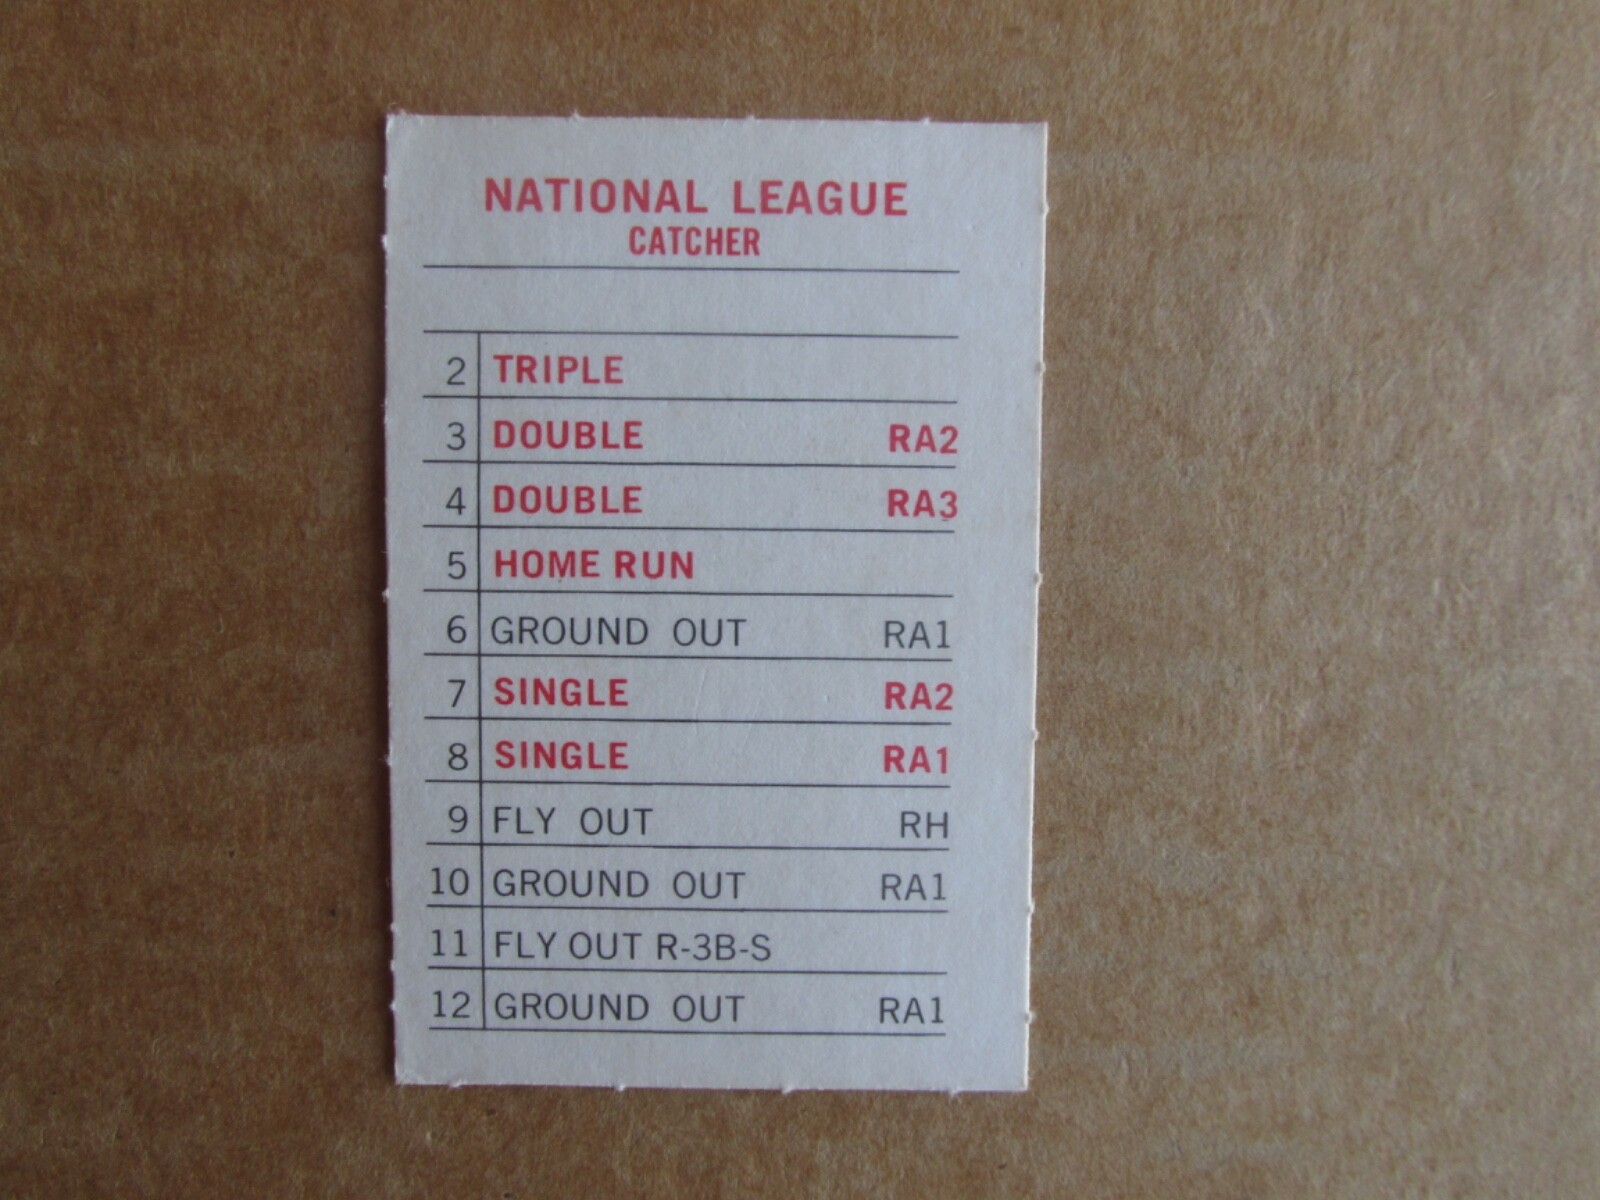 NATIONAL LEAGUE
CATCHER
2 TRIPLE
3 DOUBLE RA2
4 DOUBLE RA3
5 HOME RUN
6 GROUND OUT RA1
7 SINGLE RA2
8 SINGLE RA1
9 FLY OUT RH
10 GROUND OUT RA1
11 FLY OUT R-3B-S
12 GROUND OUT RA1